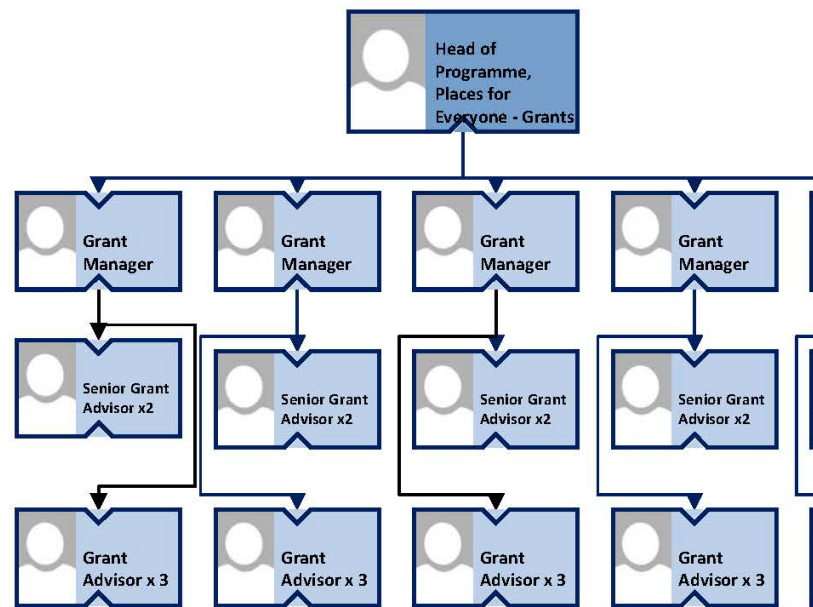 Head of
Programme,
Places for
Everyone - Grants
Grant
Manager
Grant
Manager
Grant
Manager
Grant
Manager
Senior Grant
Advisor x2
Senior Grant
Advisor x2
Senior Grant
Advisor x2
Senior Grant
Advisor x2
Grant
Advisor x 3
Grant
Advisor x 3
Grant
Advisor x 3
Grant
Advisor x 3